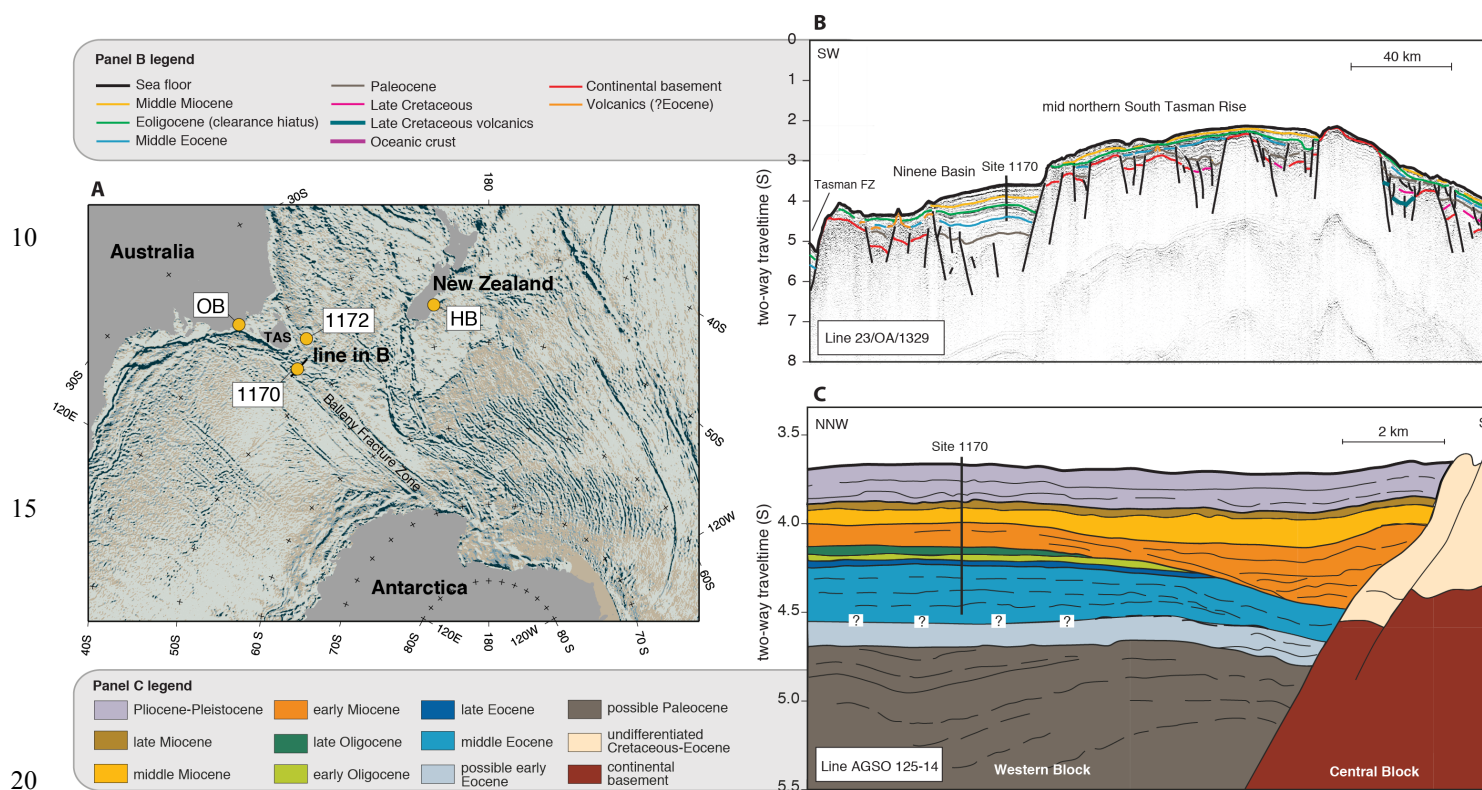 Panel B legend
Sea floor
Middle Miocene
Eoligocene (clearance hiatus)
Middle Eocene
Paleocene
Late Cretaceous
Late Cretaceous volcanics
Oceanic crust
Continental basement
Volcanics (?Eocene)
B
SW
40 km
mid northern South Tasman Rise
Ninene Basin
Site 1170
Tasman FZ
two-way traveltime (S)
0
1
2
3
4
5
6
7
8
Line 23/OA/1329
A
30S
180
Australia
New Zealand
OB
1172
HB
TAS
line in B
1170
Balleny Fracture Zone
Antarctica
40S
50S
120W
60S
30S
120E
40S
50S
60 S
70S
80S
120E
180
120W
80 S
70 S
10
15
20
C
NNW
S
Site 1170
2 km
two-way traveltime (S)
3.5
4.0
4.5
5.0
5.5
?
?
?
?
Western Block
Central Block
Line AGSO 125-14
Panel C legend
Pliocene-Pleistocene
late Miocene
middle Miocene
early Miocene
late Oligocene
early Oligocene
late Eocene
middle Eocene
possible early
Eocene
possible Paleocene
undifferentiated
Cretaceous-Eocene
continental
basement